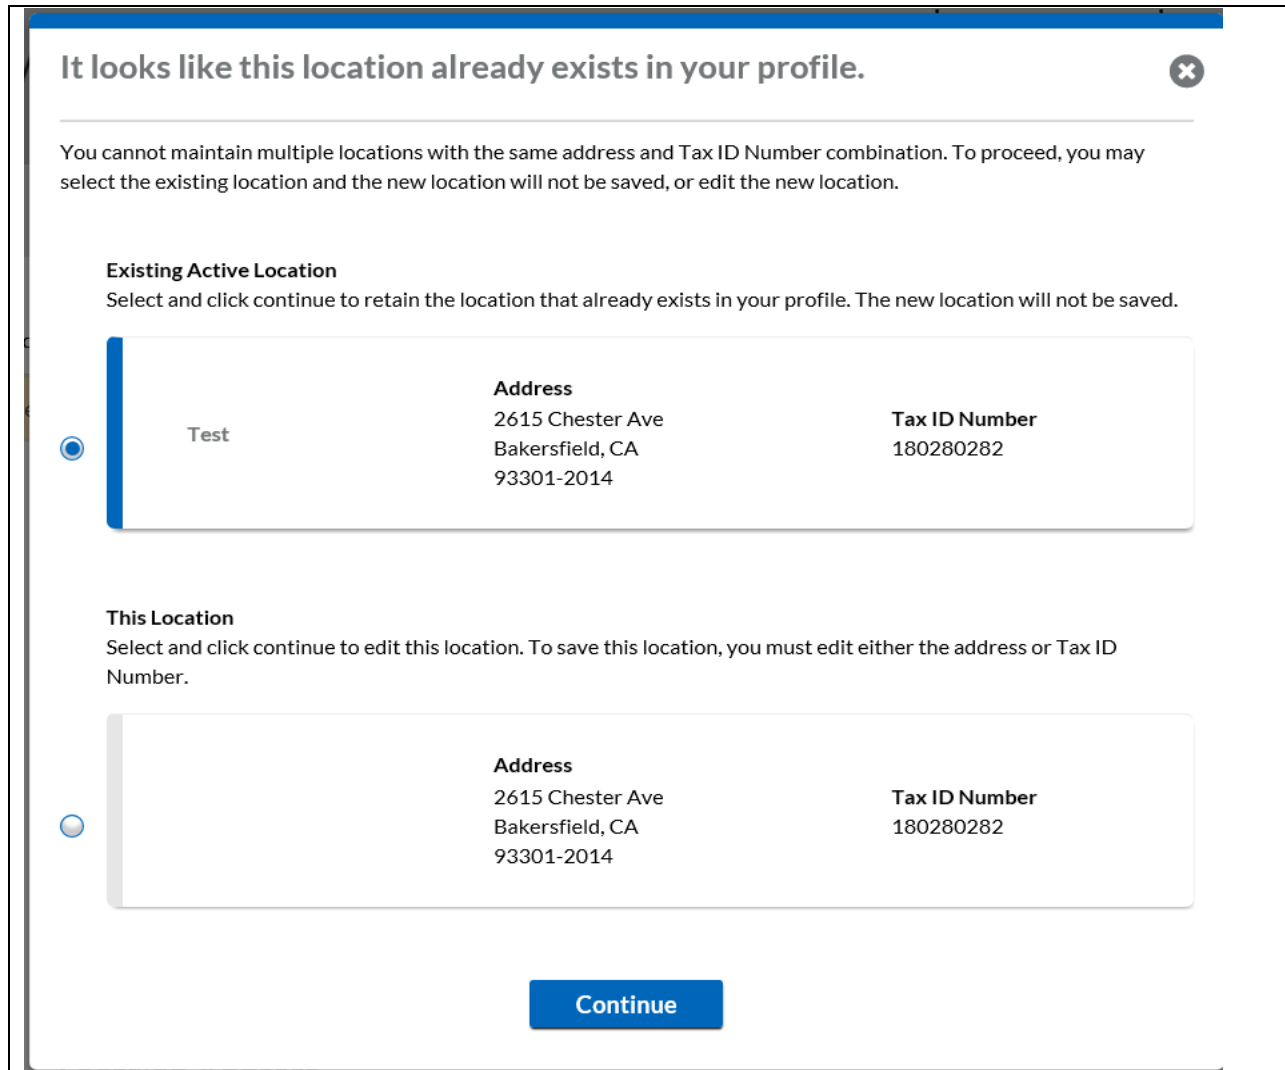 It looks like this location already exists in your profile.
You cannot maintain multiple locations with the same address and Tax ID Number combination. To proceed, you may
select the existing location and the new location will not be saved, or edit the new location.
Existing Active Location
Select and click continue to retain the location that already exists in your profile. The new location will not be saved.
Test
Address
2615 Chester Ave
Bakersfield, CA
93301-2014
Tax ID Number
180280282
This Location
Select and click continue to edit this location. To save this location, you must edit either the address or Tax ID
Number.
Address
2615 Chester Ave
Bakersfield, CA
93301-2014
Tax ID Number
180280282
Continue